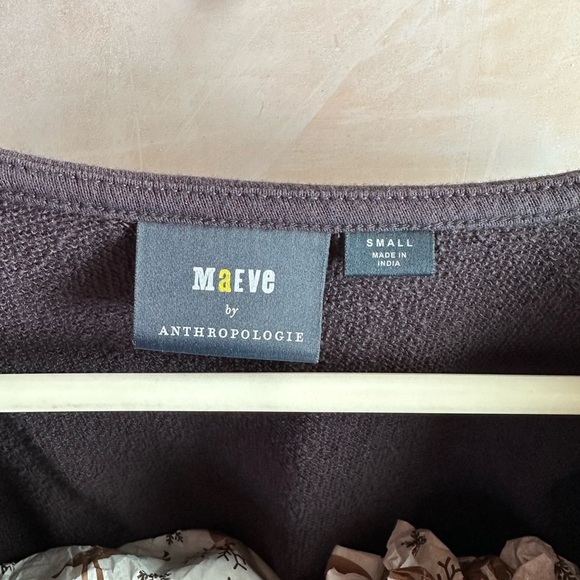 MaEVe
by
ANTHROPOLOGIE
SMALL
MADE IN
INDIA